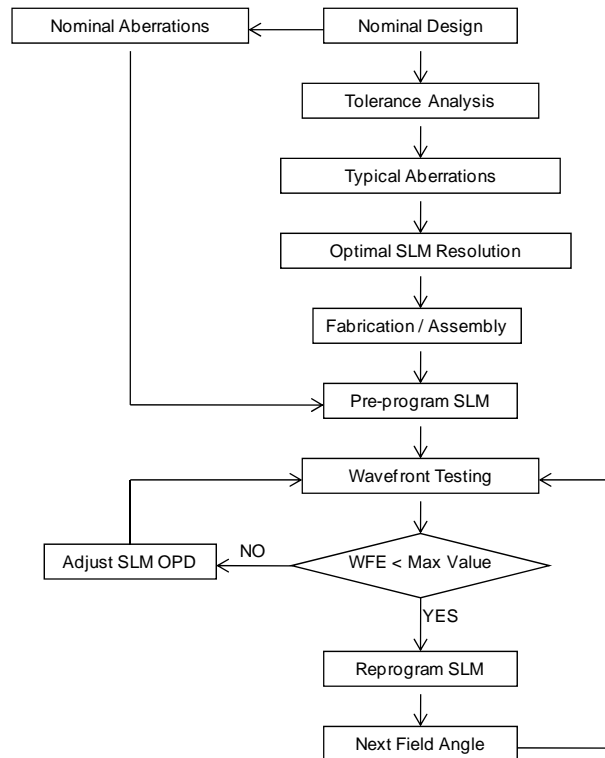 Nominal Aberrations
Nominal Design
Tolerance Analysis
Typical Aberrations
Optimal SLM Resolution
Fabrication / Assembly
Pre-program SLM
Wavefront Testing
NO
Adjust SLM OPD
WFE < Max Value
YES
Reprogram SLM
Next Field Angle